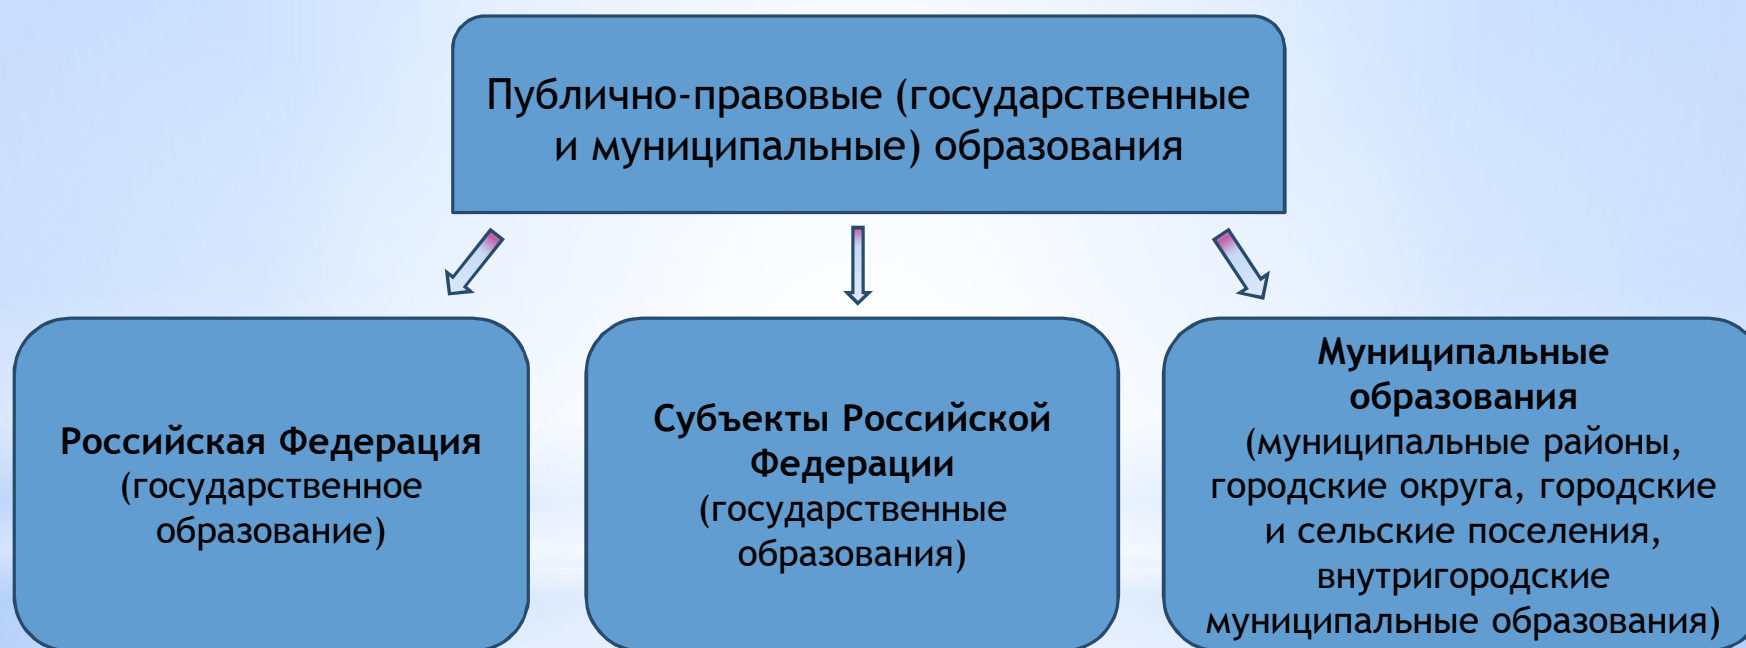 Публично-правовые (государственные
и муниципальные) образования
Российская Федерация
(государственное
образование)
Субъекты Российской
Федерации
(государственные
образования)
Муниципальные
образования
(муниципальные районы,
городские округа, городские
и сельские поселения,
внутригородские
муниципальные образования)